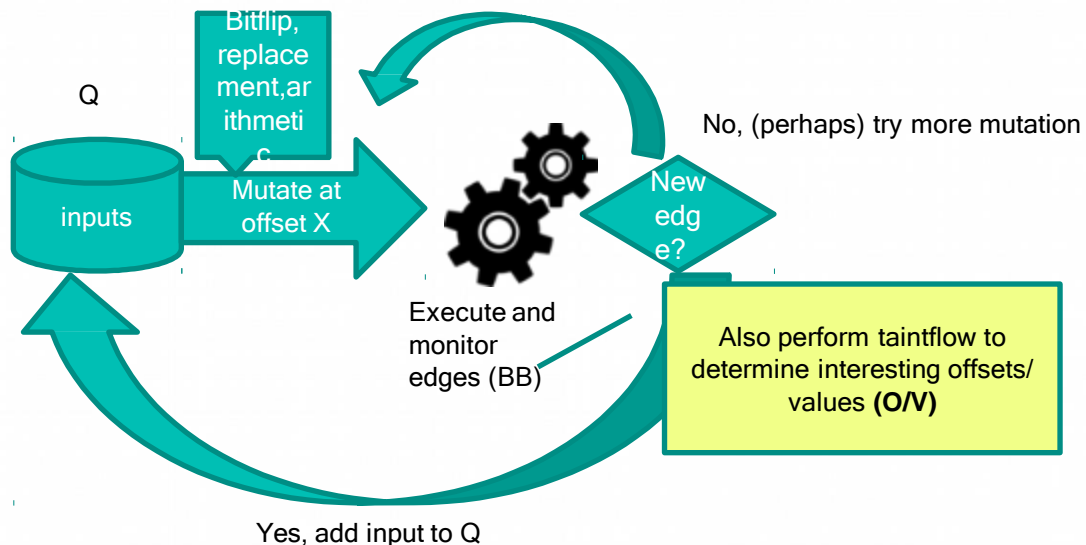 Bitflip,
replace
ment,ar
ithmeti
c
Q
No, (perhaps) try more mutation
inputs
Mutate at
offset X
New
edg
e?
Execute and
monitor
edges (BB)
Also perform taintflow to
determine interesting offsets/
values (O/V)
Yes, add input to Q